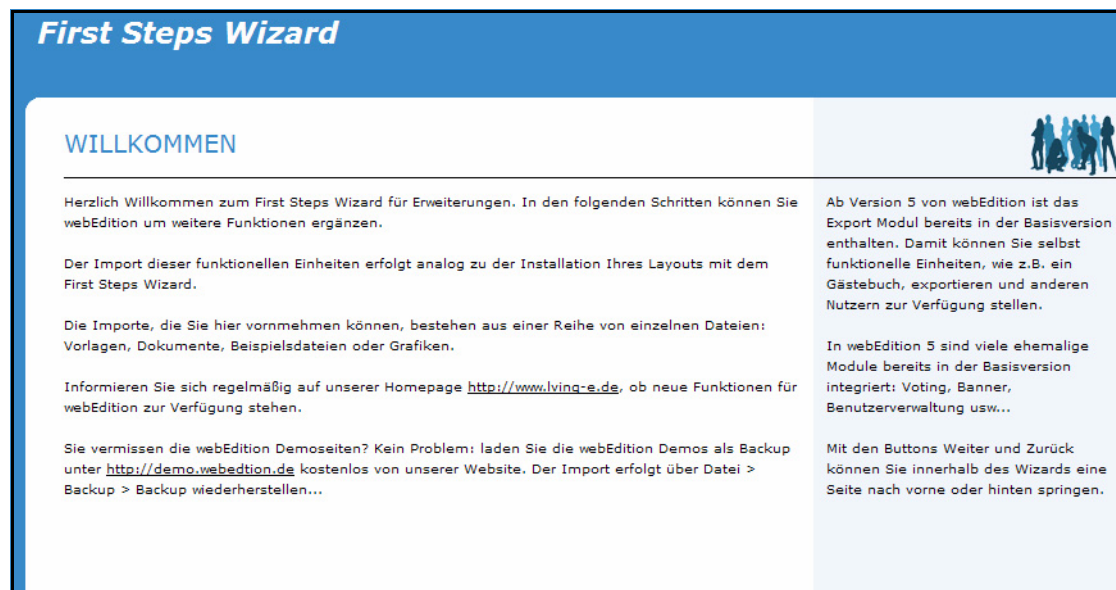 First Steps Wizard
WILLKOMMEN
Herzlich Willkommen zum First Steps Wizard für Erweiterungen. In den folgenden Schritten können Sie
webEdition um weitere Funktionen ergänzen.
Der Import dieser funktionellen Einheiten erfolgt analog zu der Installation Ihres Layouts mit dem
First Steps Wizard.
Die Importe, die Sie hier vornmehmen können, bestehen aus einer Reihe von einzelnen Dateien:
Vorlagen, Dokumente, Beispielsdateien oder Grafiken.
Informieren Sie sich regelmäßig auf unserer Homepage http://www.lving-e.de, ob neue Funktionen für
webEdition zur Verfügung stehen.
Sie vermissen die webEdition Demoseiten? Kein Problem: laden Sie die webEdition Demos als Backup
unter http://demo.webedtion.de kostenlos von unserer Website. Der Import erfolgt über Datei >
Backup > Backup wiederherstellen...
Ab Version 5 von webEdition ist das
Export Modul bereits in der Basisversion
enthalten. Damit können Sie selbst
funktionelle Einheiten, wie z.B. ein
Gästebuch, exportieren und anderen
Nutzern zur Verfügung stellen.
In webEdition 5 sind viele ehemalige
Module bereits in der Basisversion
integriert: Voting, Banner,
Benutzerverwaltung usw...
Mit den Buttons Weiter und Zurück
können Sie innerhalb des Wizards eine
Seite nach vorne oder hinten springen.